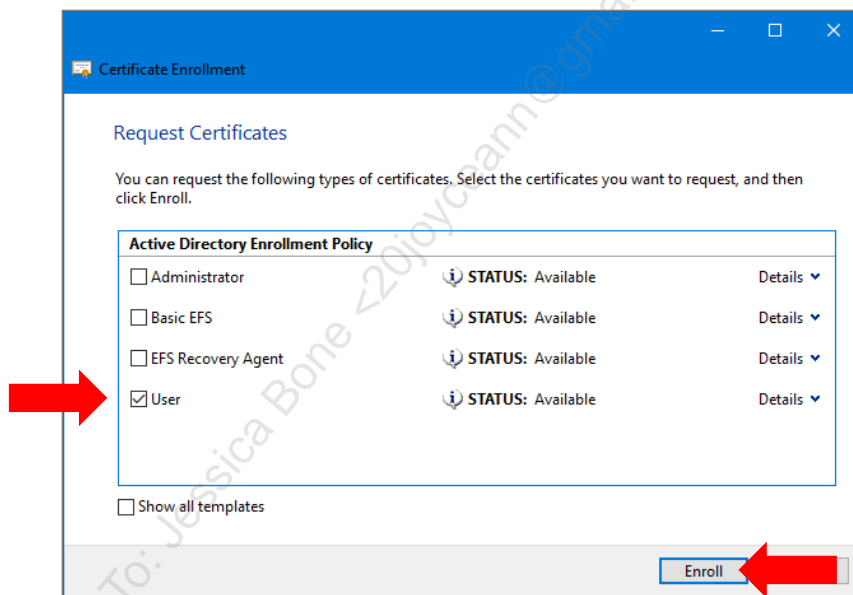 Certificate Enrollment
Request Certificates
You can request the following types of certificates. Select the certificates you want to request, and then
click Enroll.
Active Directory Enrollment Policy
Administrator STATUS: Available Details
Basic EFS STATUS: Available Details
EFS Recovery Agent STATUS: Available Details
User STATUS: Available Details
Show all templates
Enroll
To: Jessica Bone <20joyceann@gmai